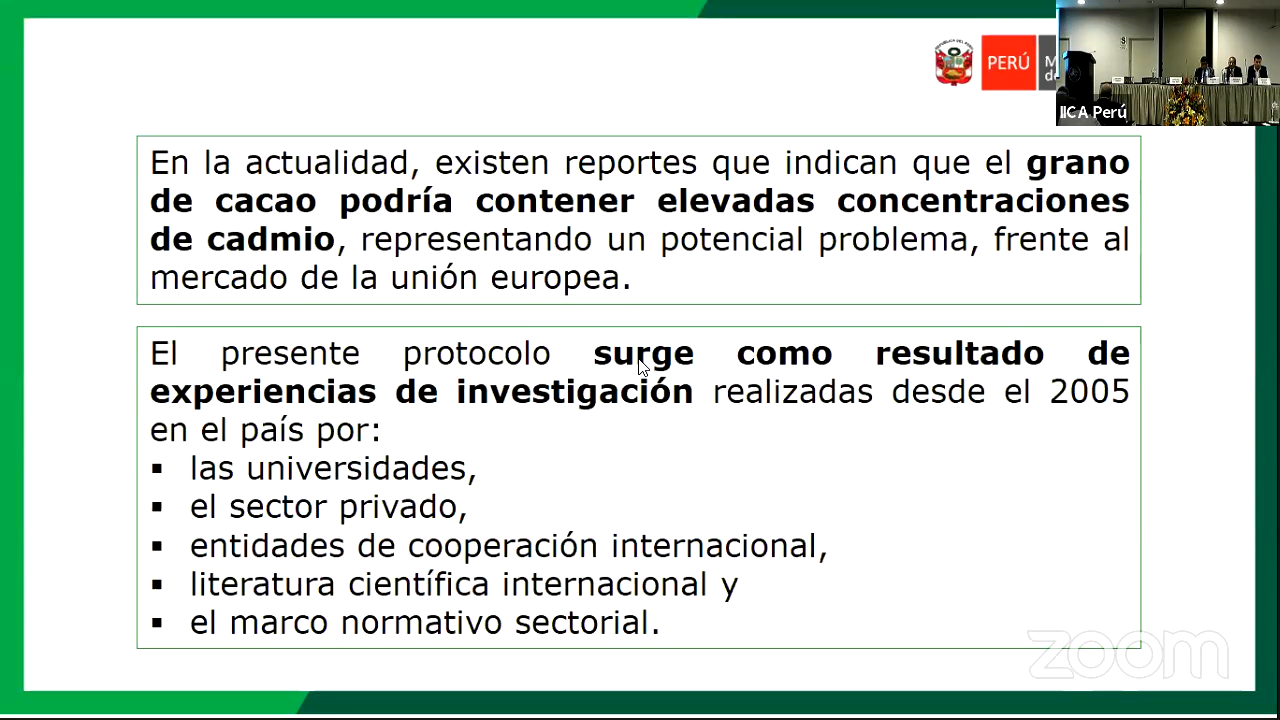 PERÚ
M
de
IICA Perú
En la actualidad, existen reportes que indican que el grano
de cacao podría contener elevadas concentraciones
de cadmio, representando un potencial problema, frente al
mercado de la unión europea.
El presente protocolo surge como resultado de
experiencias de investigación realizadas desde el 2005
en el país por:
▪ las universidades,
▪ el sector privado,
▪ entidades de cooperación internacional,
▪ literatura científica internacional y
▪ el marco normativo sectorial.
zoom